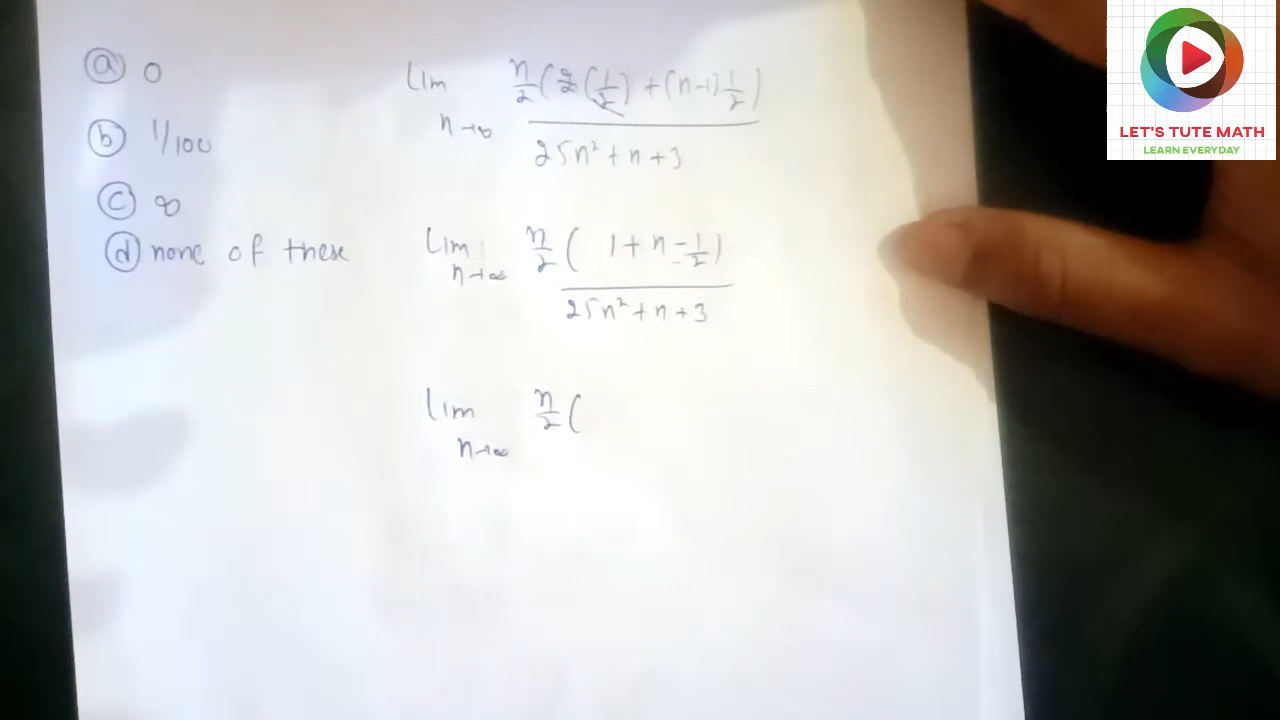 (a) 0
(b) 1/100
(c) ∞
(d) none of these
Lim n→∞ n/2 (2(1/2) + (n-1) 1/2)
25n² + n + 3
Lim n→∞ n/2 ( 1 + n - 1/2 )
25n² + n + 3
Lim n→∞ n/2 (
LET'S TUTE MATH
LEARN EVERYDAY